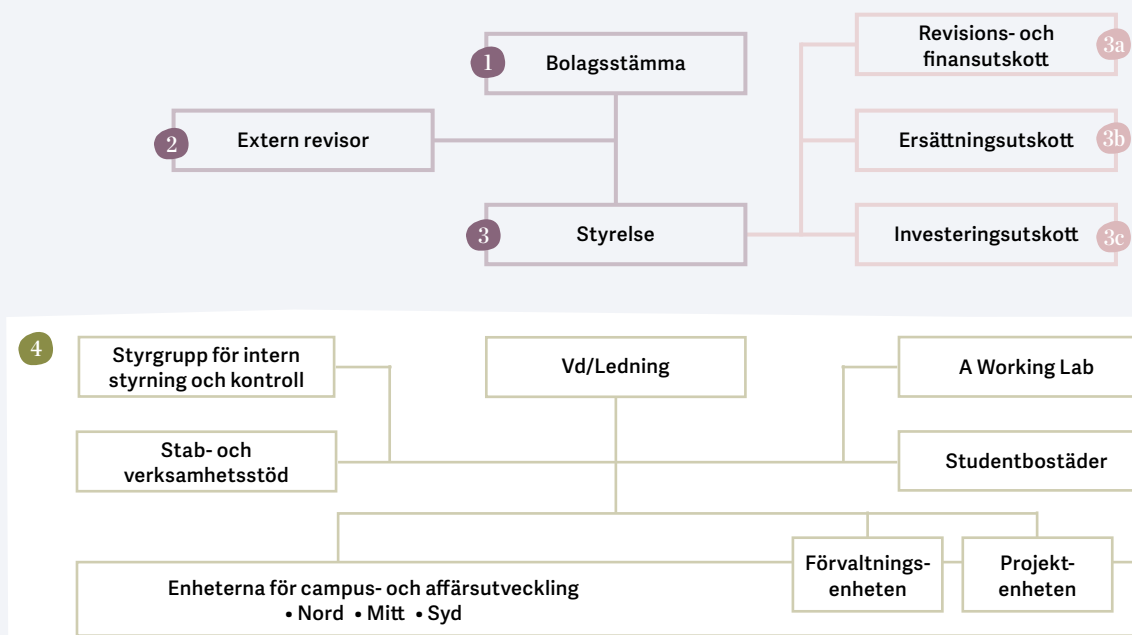 1
Bolagsstämma
Revisions- och
finansutskott
3a
2
Extern revisor
Ersättningsutskott
3b
3
Styrelse
Investeringsutskott
3c
4
Styrgrupp för intern
styrning och kontroll
Vd/Ledning
A Working Lab
Stab- och
verksamhetsstöd
Studentbostäder
Enheterna för campus- och affärsutveckling
• Nord • Mitt • Syd
Förvaltnings-
enheten
Projekt-
enheten